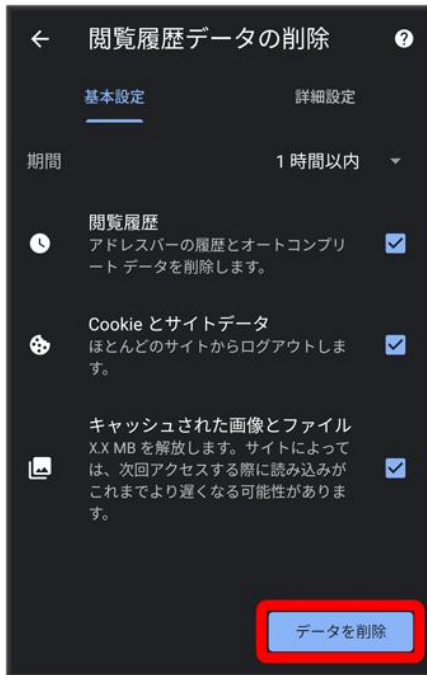 閲覧履歴データの削除
基本設定
詳細設定
期間
1 時間以内
閲覧履歴
アドレスバーの履歴とオートコンプリ
ート データを削除します。
Cookie とサイトデータ
ほとんどのサイトからログアウトしま
す。
キャッシュされた画像とファイル
X.X MB を解放します。サイトによって
は、次回アクセスする際に読み込みが
これまでより遅くなる可能性がありま
す。
データを削除